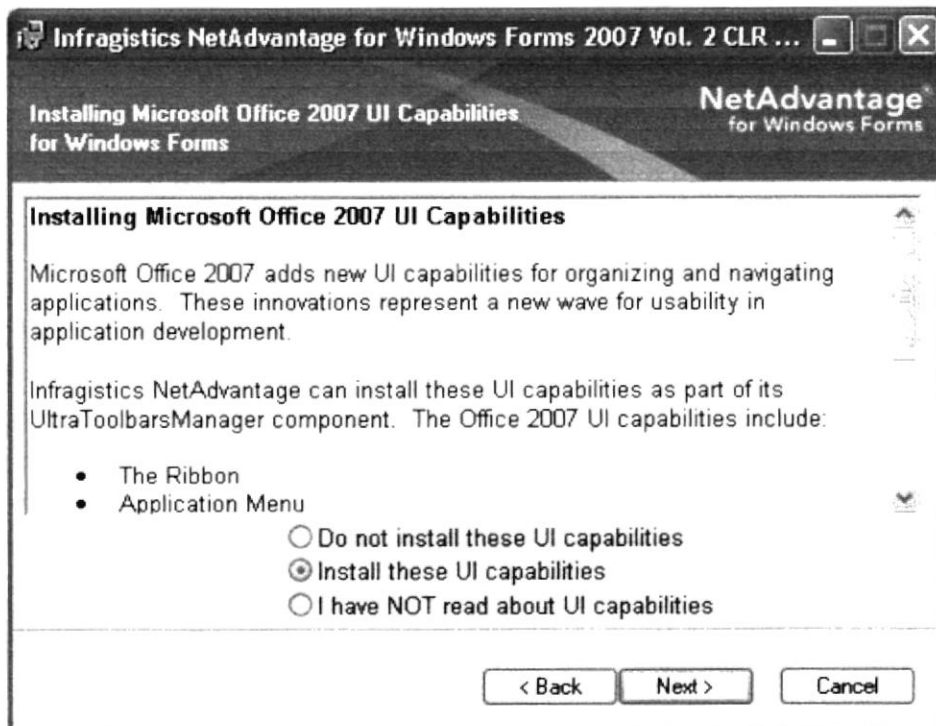 Infragistics NetAdvantage for Windows Forms 2007 Vol. 2 CLR ...
Installing Microsoft Office 2007 UI Capabilities
for Windows Forms
NetAdvantage
for Windows Forms
Installing Microsoft Office 2007 UI Capabilities
Microsoft Office 2007 adds new UI capabilities for organizing and navigating
applications. These innovations represent a new wave for usability in
application development.
Infragistics NetAdvantage can install these UI capabilities as part of its
UltraToolbarsManager component. The Office 2007 UI capabilities include:
• The Ribbon
• Application Menu
Do not install these UI capabilities
Install these UI capabilities
I have NOT read about UI capabilities
< Back Next > Cancel